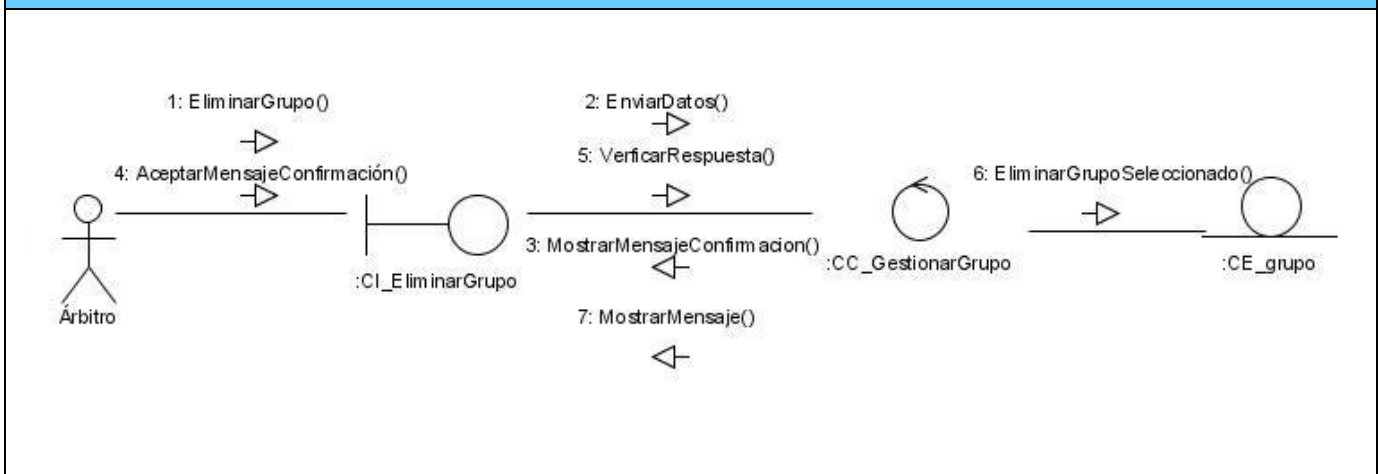 1: EliminarGrupo()
2: EnviarDatos()
5: VerficarRespuesta()
4: AceptarMensajeConfirmación()
6: EliminarGrupoSeleccionado()
3: MostrarMensajeConfirmacion()
:CC_GestionarGrupo
:CE_grupo
:CI_EliminarGrupo
Árbitro
7: MostrarMensaje()